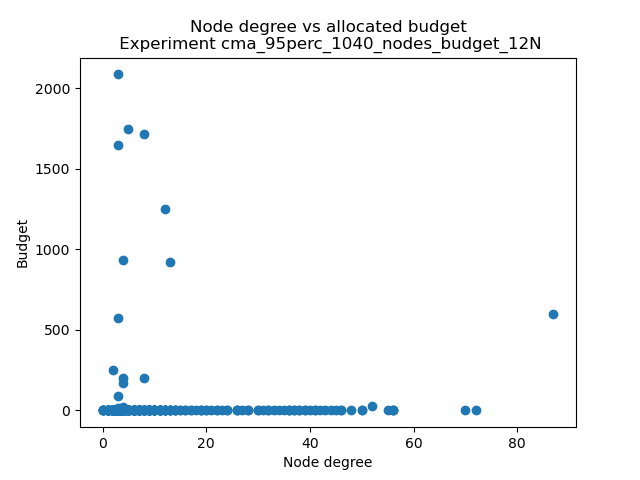 Node degree vs allocated budget
Experiment cma_95perc_1040_nodes_budget_12N
2000
1500
1000
500
0
Budget
0 20 40 60 80
Node degree